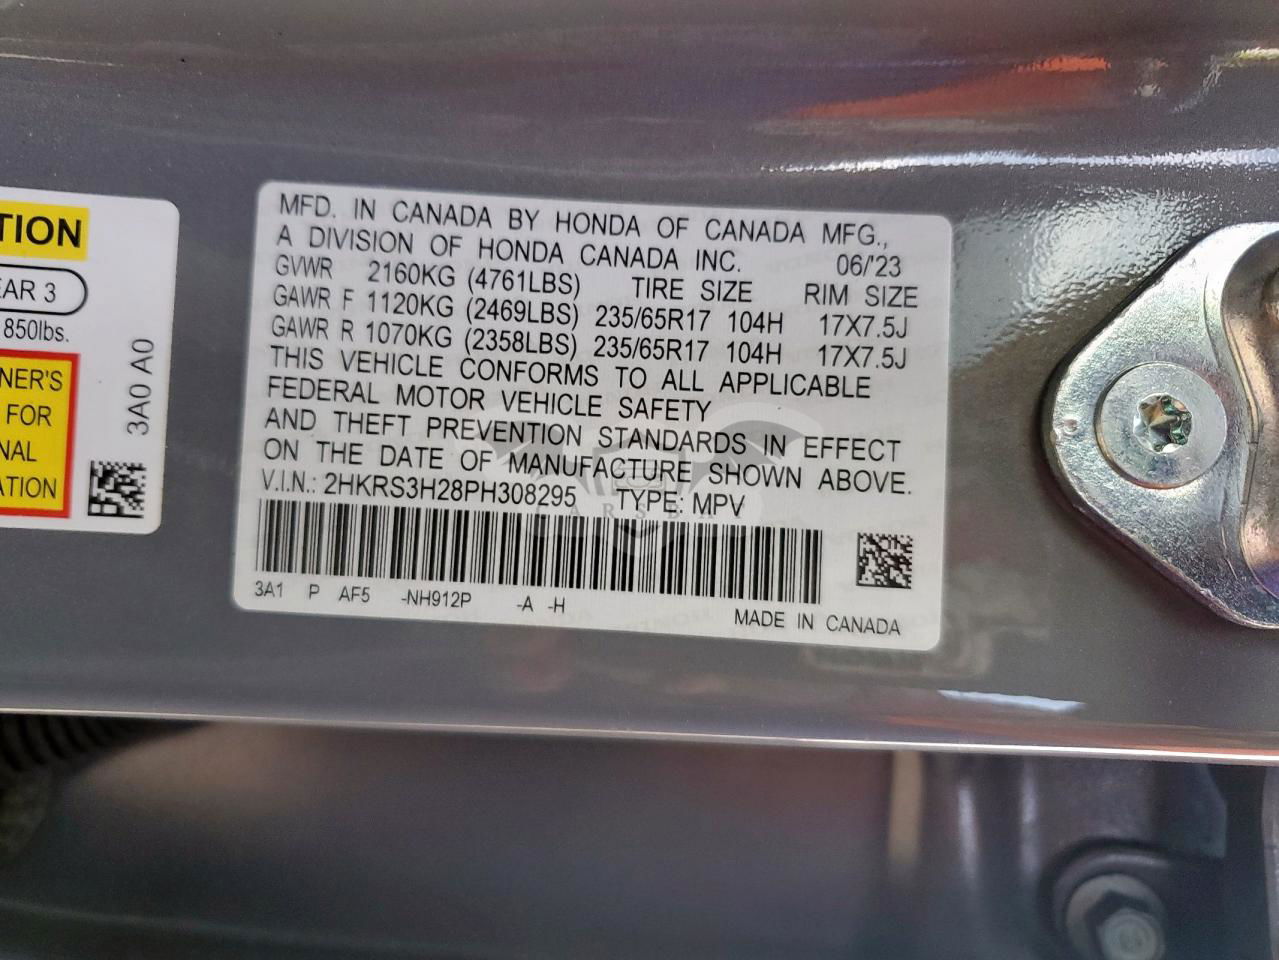 TION
EAR 3
850lbs.
NER'S
FOR
NAL
ATION
3A0 A0
MFD. IN CANADA BY HONDA OF CANADA MFG.,
A DIVISION OF HONDA CANADA INC. 06/'23
GVWR 2160KG (4761LBS) TIRE SIZE RIM SIZE
GAWR F 1120KG (2469LBS) 235/65R17 104H 17X7.5J
GAWR R 1070KG (2358LBS) 235/65R17 104H 17X7.5J
THIS VEHICLE CONFORMS TO ALL APPLICABLE
FEDERAL MOTOR VEHICLE SAFETY
AND THEFT PREVENTION STANDARDS IN EFFECT
ON THE DATE OF MANUFACTURE SHOWN ABOVE.
V.I.N.: 2HKRS3H28PH308295 TYPE: MPV
3A1 P AF5 -NH912P -A -H
MADE IN CANADA